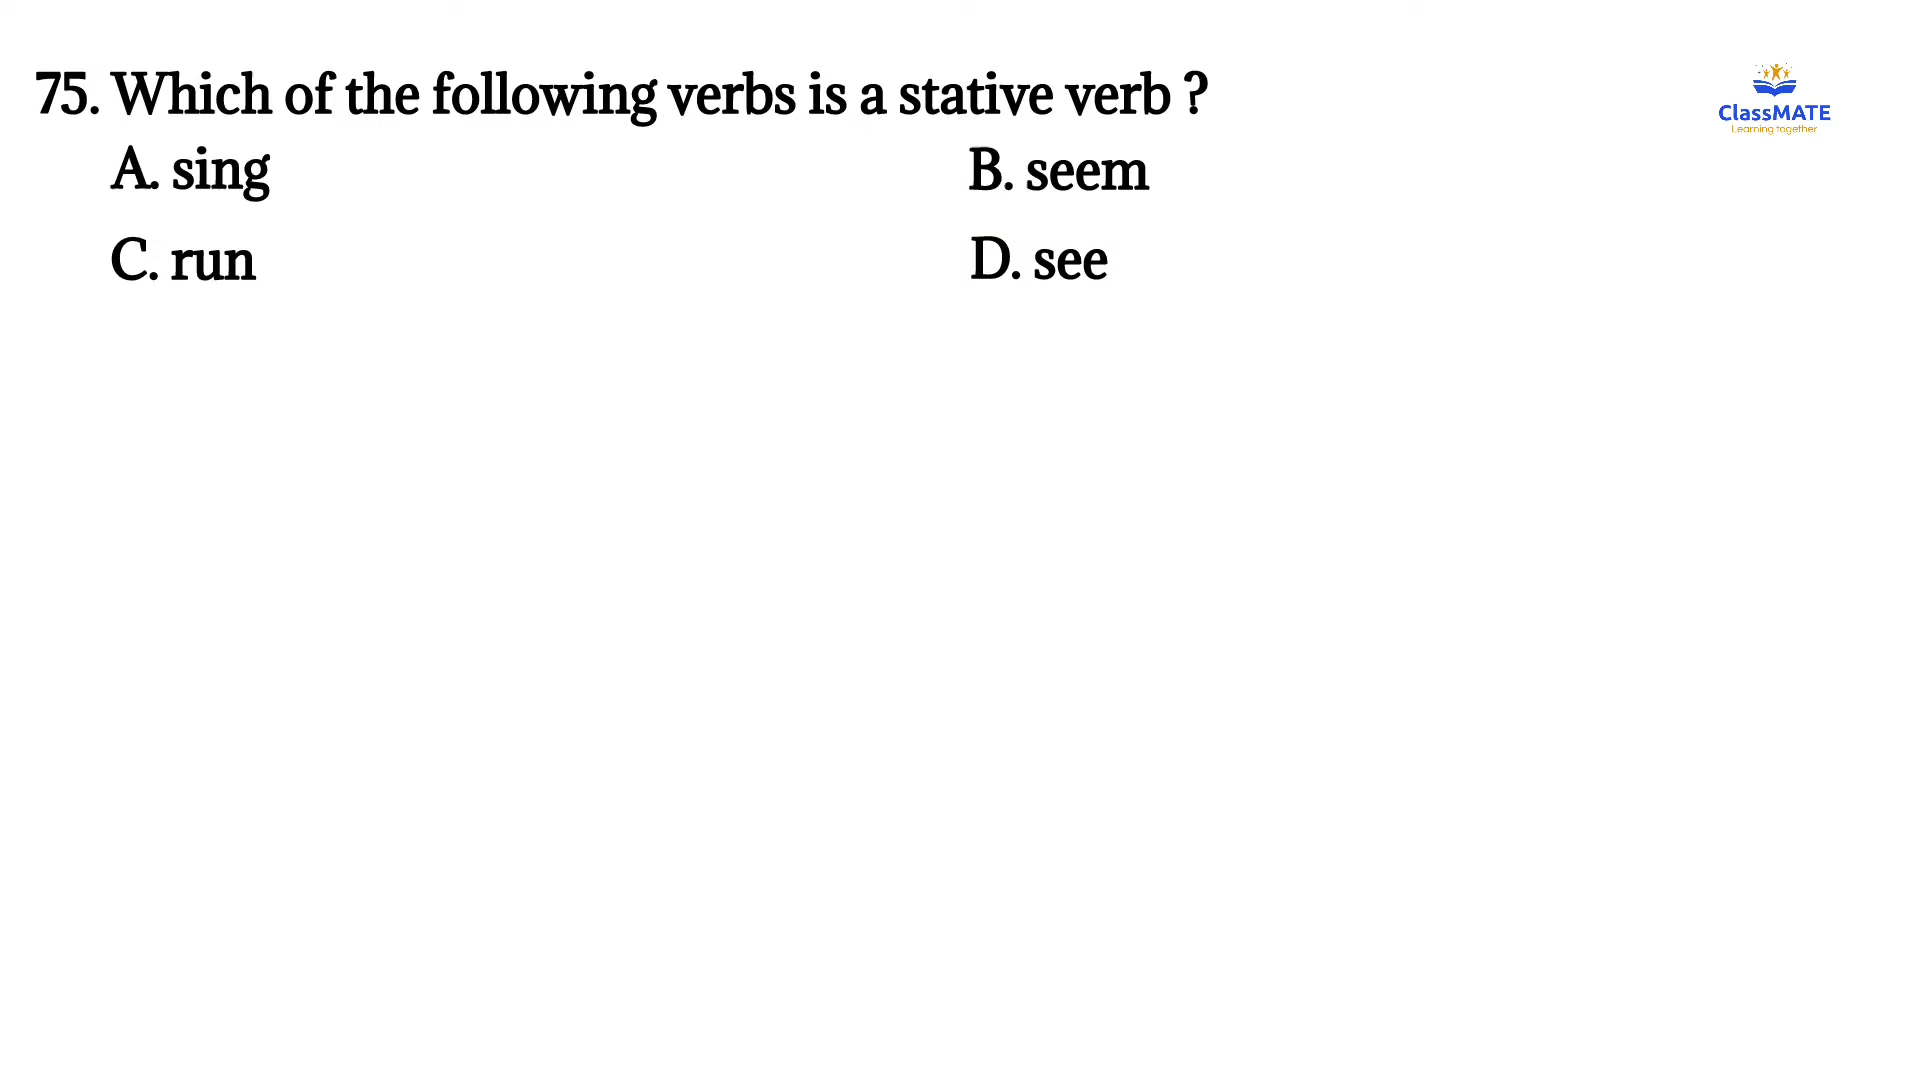 75. Which of the following verbs is a stative verb ?
ClassMATE
Learning together
A. sing
B. seem
C. run
D. see